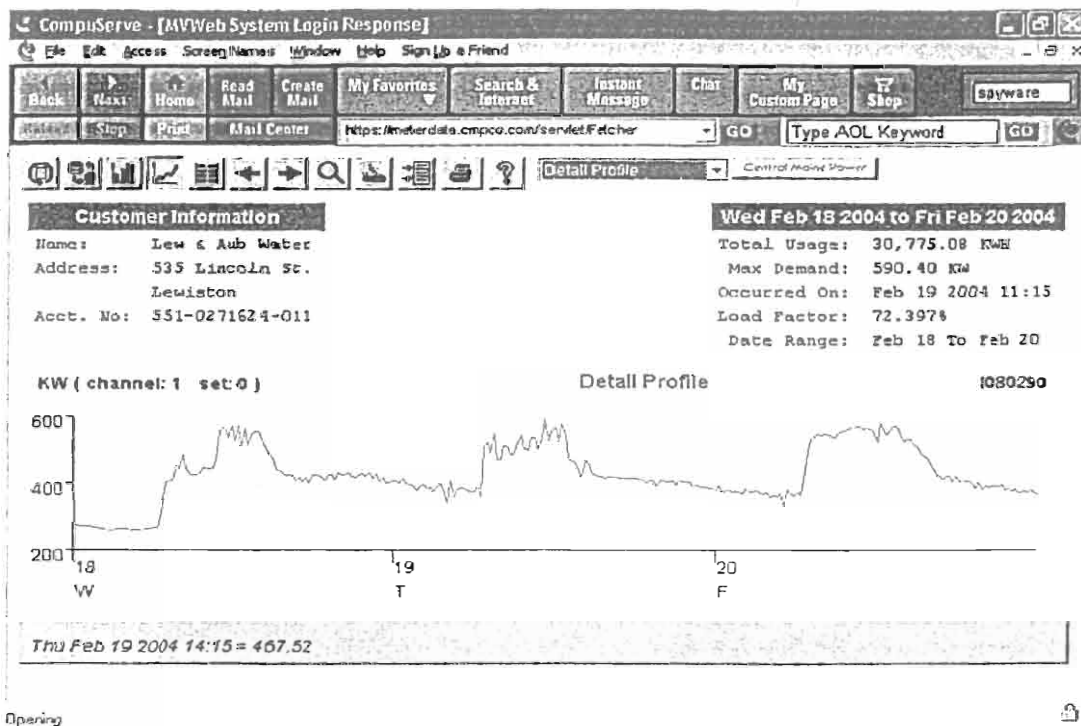 CompuServe - [MVWeb System Login Response]
File Edit Access Screen Names Window Help Sign Up a Friend
Back Next Home Read Mail Create Mail My Favorites Search & Internet Instant Message Chat My Custom Page Shop spyware
Reload Stop Print Mail Center https://meterdata.cmpco.com/servlet/Fetcher GO Type AOL Keyword GO
Detail Profile Central Maine Power
Customer Information
Name: Lew & Aub Water
Address: 535 Lincoln St.
Lewiston
Acct. No: 551-0271624-011
Wed Feb 18 2004 to Fri Feb 20 2004
Total Usage: 30,775.08 KWH
Max Demand: 590.40 KW
Occurred On: Feb 19 2004 11:15
Load Factor: 72.397%
Date Range: Feb 18 To Feb 20
KW ( channel: 1 set: 0 ) Detail Profile
600
400
200
18 19 20
W T F
Thu Feb 19 2004 14:15 = 467.52
Opening